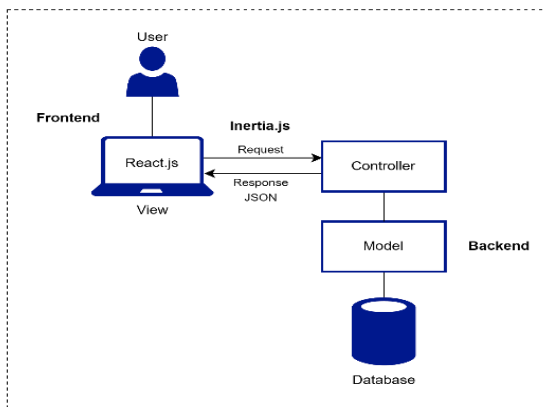 User
Frontend
Inertia.js
React.js
Request
Controller
Response
JSON
View
Model
Backend
Database